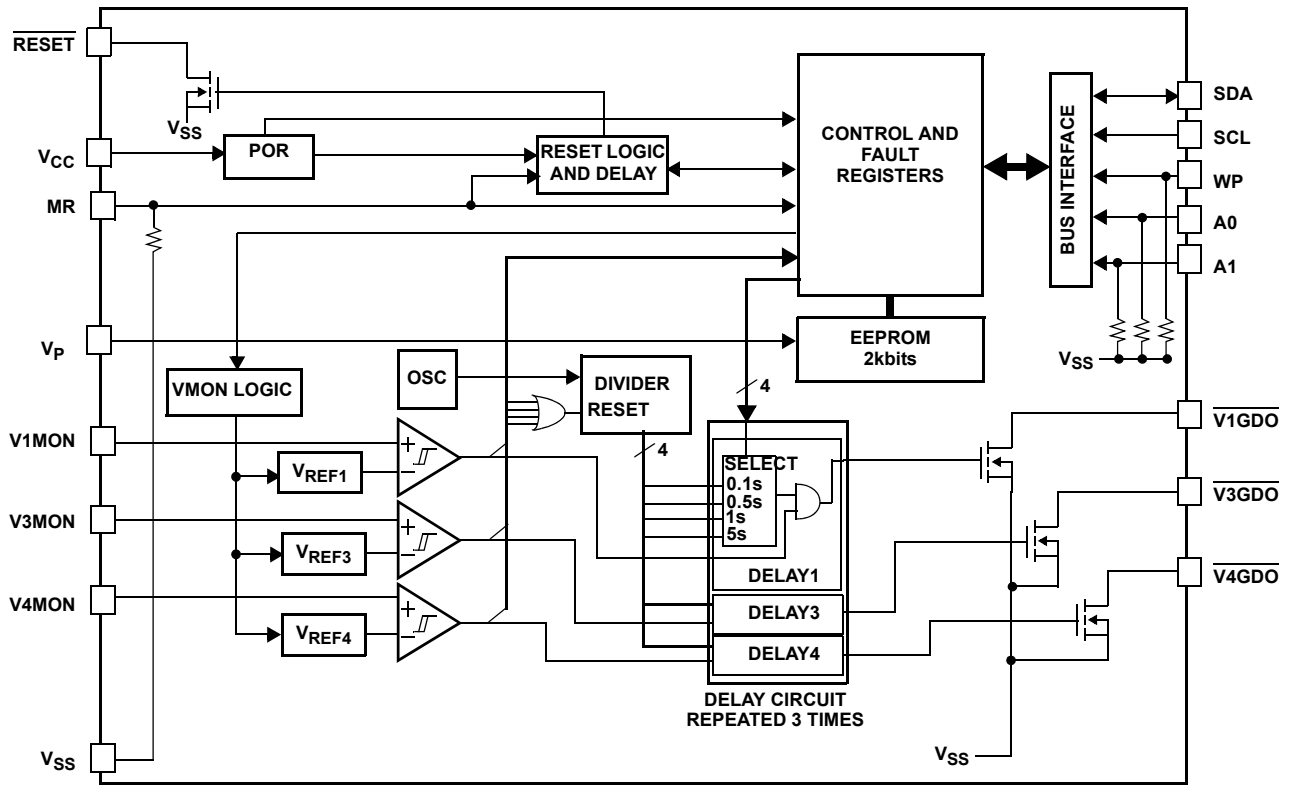 RESET
VSS
VCC
POR
RESET LOGIC
AND DELAY
MR
CONTROL AND
FAULT
REGISTERS
BUS INTERFACE
SDA
SCL
WP
A0
A1
VSS
VP
EEPROM
2kbits
VMON LOGIC
OSC
DIVIDER
RESET
4
4
V1MON
+
–
VREF1
SELECT
0.1s
0.5s
1s
5s
DELAY1
V1GDO
V3MON
+
–
VREF3
DELAY3
V3GDO
V4MON
+
–
VREF4
DELAY4
V4GDO
DELAY CIRCUIT
REPEATED 3 TIMES
VSS
VSS